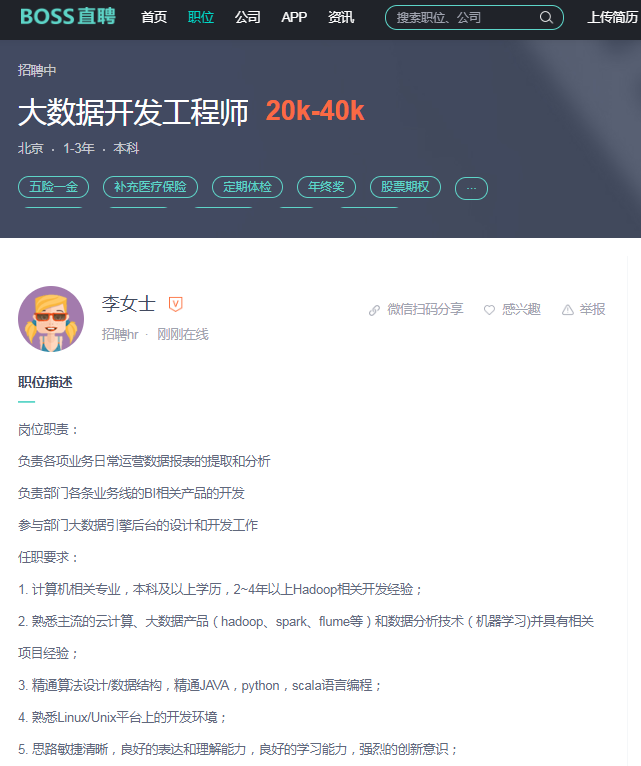 BOSS直聘 首页 职位 公司 APP 资讯 搜索职位、公司 上传简历
招聘中
大数据开发工程师 20k-40k
北京 · 1-3年 · 本科
五险一金 补充医疗保险 定期体检 年终奖 股票期权 ...
李女士 V
招聘hr · 刚刚在线
微信扫码分享 感兴趣 举报
职位描述
岗位职责：
负责各项业务日常运营数据报表的提取和分析
负责部门各条业务线的BI相关产品的开发
参与部门大数据引擎后台的设计和开发工作
任职要求：
1. 计算机相关专业，本科及以上学历，2~4年以上Hadoop相关开发经验；
2. 熟悉主流的云计算、大数据产品（hadoop、spark、flume等）和数据分析技术（机器学习)并具有相关
项目经验；
3. 精通算法设计/数据结构，精通JAVA，python，scala语言编程；
4. 熟悉Linux/Unix平台上的开发环境；
5. 思路敏捷清晰，良好的表达和理解能力，良好的学习能力，强烈的创新意识；